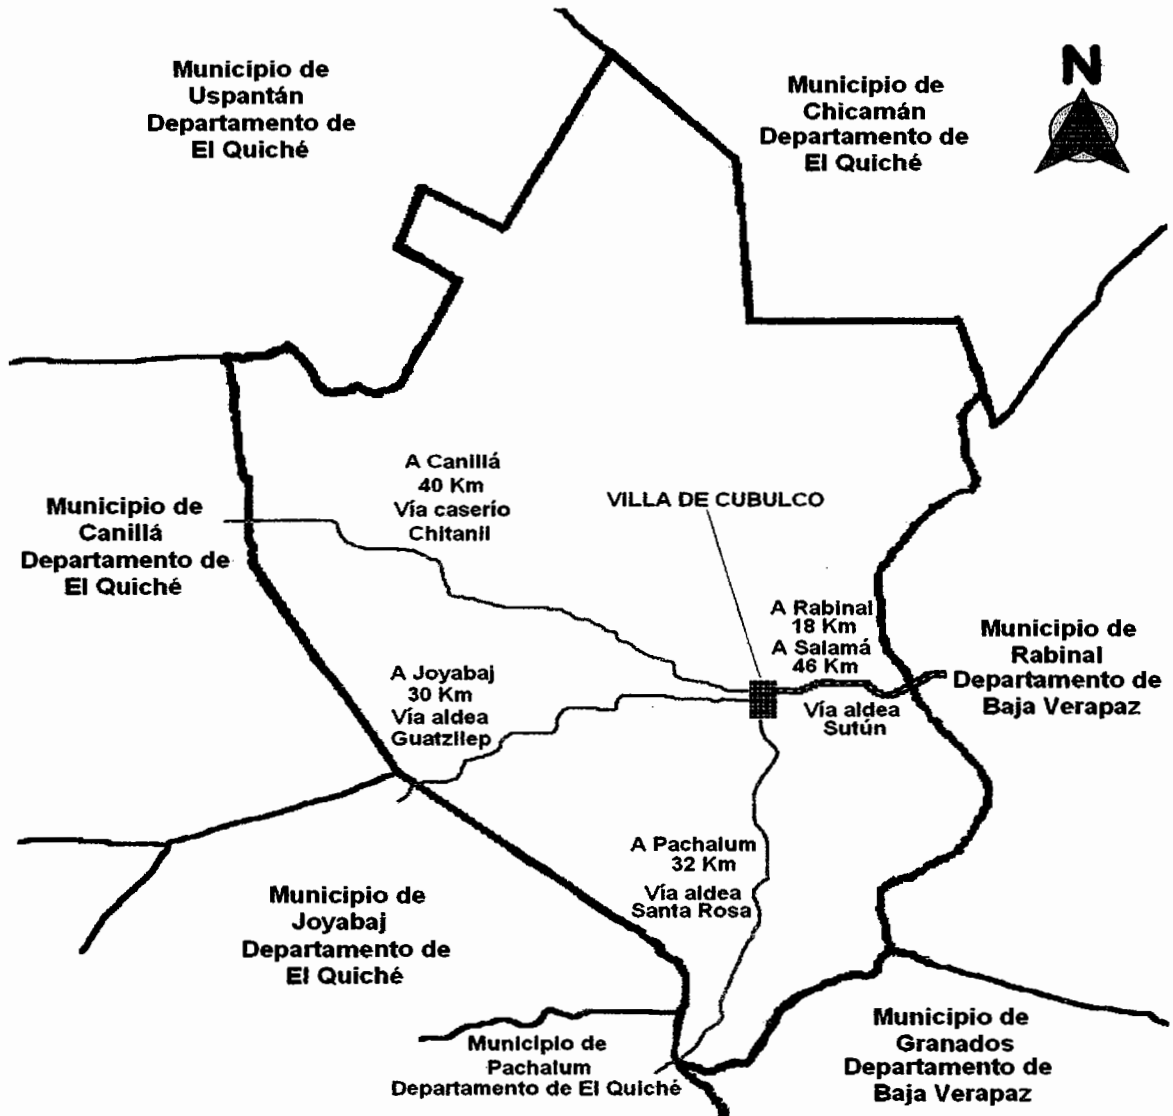 Municipio de
Uspantán
Departamento de
El Quiché
Municipio de
Chicamán
Departamento de
El Quiché
N
A Canillá
40 Km
Vía caserío
Chitanil
VILLA DE CUBULCO
Municipio de
Canillá
Departamento de
El Quiché
A Rabinal
18 Km
A Salamá
46 Km
Vía aldea
Sutún
Municipio de
Rabinal
Departamento de
Baja Verapaz
A Joyabaj
30 Km
Vía aldea
Guatzilep
A Pachalum
32 Km
Vía aldea
Santa Rosa
Municipio de
Joyabaj
Departamento de
El Quiché
Municipio de
Pachalum
Departamento de El Quiché
Municipio de
Granados
Departamento de
Baja Verapaz